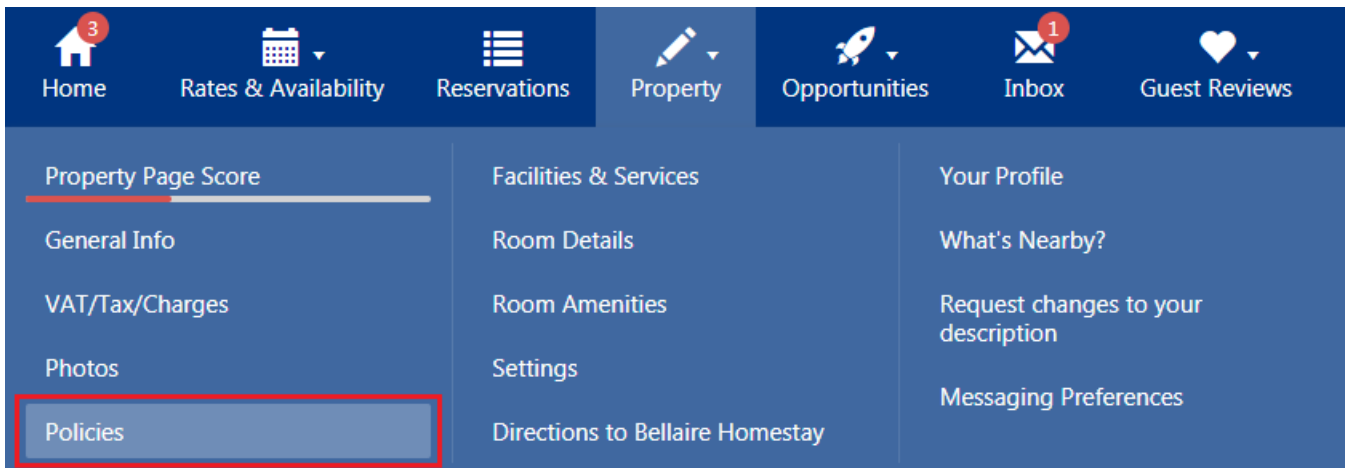 3
1
Home
Rates & Availability
Reservations
Property
Opportunities
Inbox
Guest Reviews
Property Page Score
General Info
VAT/Tax/Charges
Photos
Policies
Facilities & Services
Room Details
Room Amenities
Settings
Directions to Bellaire Homestay
Your Profile
What's Nearby?
Request changes to your
description
Messaging Preferences